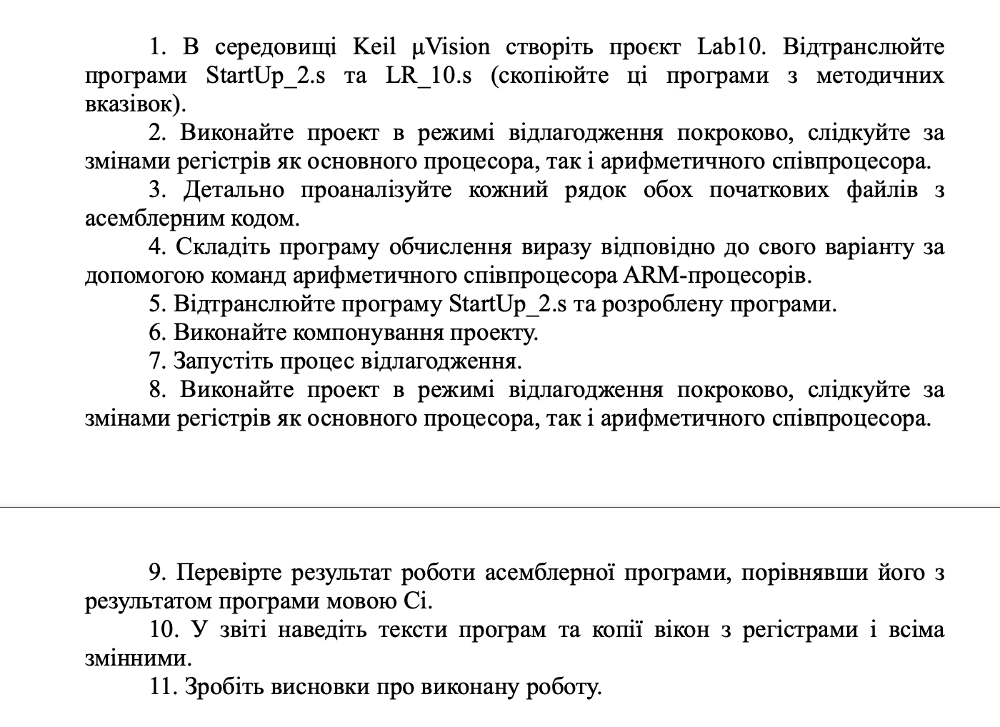 1. В середовищі Keil µVision створіть проєкт Lab10. Відтранслюйте
програми StartUp_2.s та LR_10.s (скопіюйте ці програми з методичних
вказівок).
2. Виконайте проект в режимі відлагодження покроково, слідкуйте за
змінами регістрів як основного процесора, так і арифметичного співпроцесора.
3. Детально проаналізуйте кожний рядок обох початкових файлів з
асемблерним кодом.
4. Складіть програму обчислення виразу відповідно до свого варіанту за
допомогою команд арифметичного співпроцесора ARM-процесорів.
5. Відтранслюйте програму StartUp_2.s та розроблену програми.
6. Виконайте компонування проекту.
7. Запустіть процес відлагодження.
8. Виконайте проект в режимі відлагодження покроково, слідкуйте за
змінами регістрів як основного процесора, так і арифметичного співпроцесора.
9. Перевірте результат роботи асемблерної програми, порівнявши його з
результатом програми мовою Сі.
10. У звіті наведіть тексти програм та копії вікон з регістрами і всіма
змінними.
11. Зробіть висновки про виконану роботу.